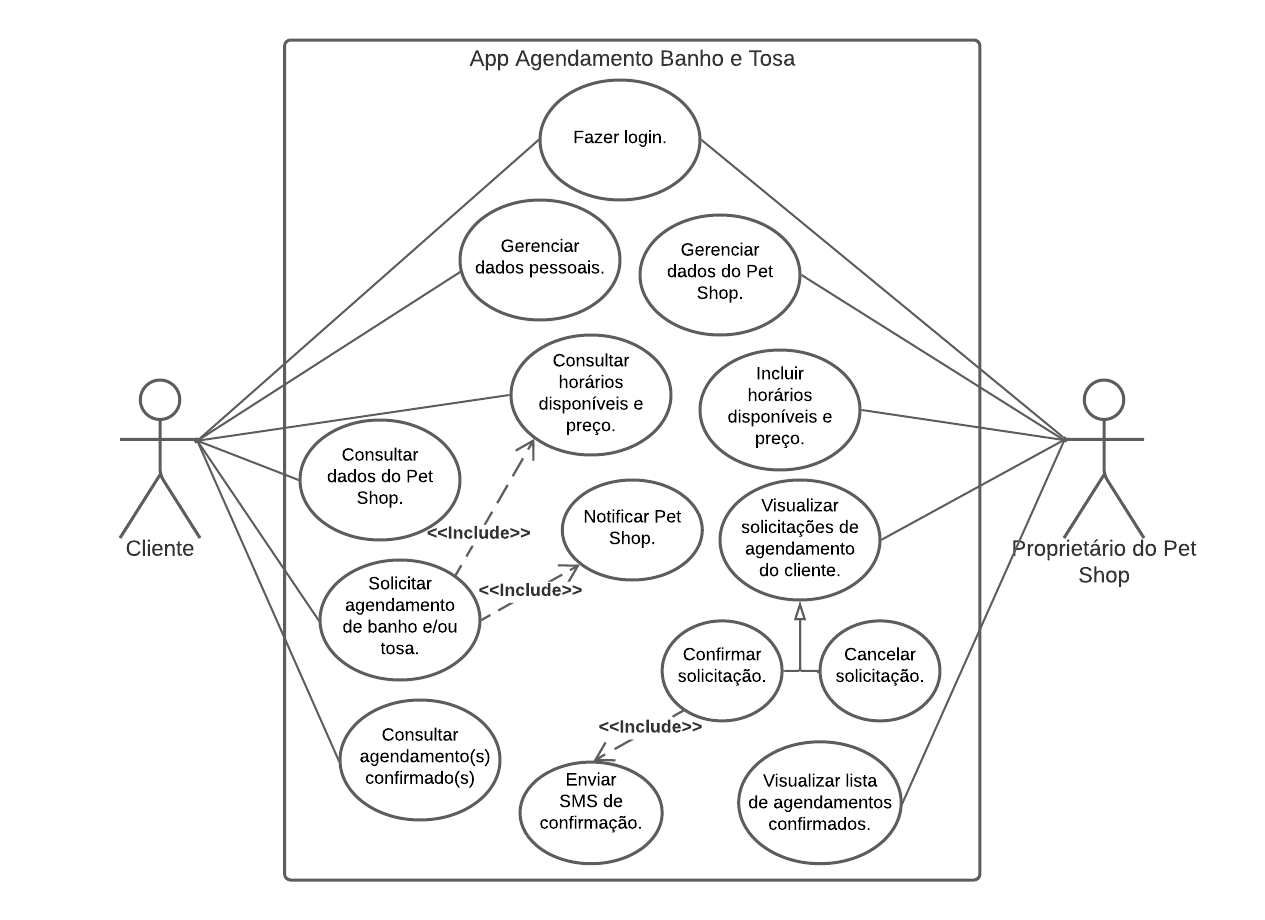 App Agendamento Banho e Tosa
Fazer login.
Gerenciar
dados pessoais.
Gerenciar
dados do Pet
Shop.
Consultar
horários
disponíveis e
preço.
Incluir
horários
disponíveis e
preço.
Consultar
dados do Pet
Shop.
<<Include>>
Notificar Pet
Shop.
Visualizar
solicitações de
agendamento
do cliente.
Cliente
Proprietário do Pet
Shop
Solicitar
agendamento
de banho e/ou
tosa.
<<Include>>
Confirmar
solicitação.
Cancelar
solicitação.
<<Include>>
Consultar
agendamento(s)
confirmado(s)
Enviar
SMS de
confirmação.
Visualizar lista
de agendamentos
confirmados.